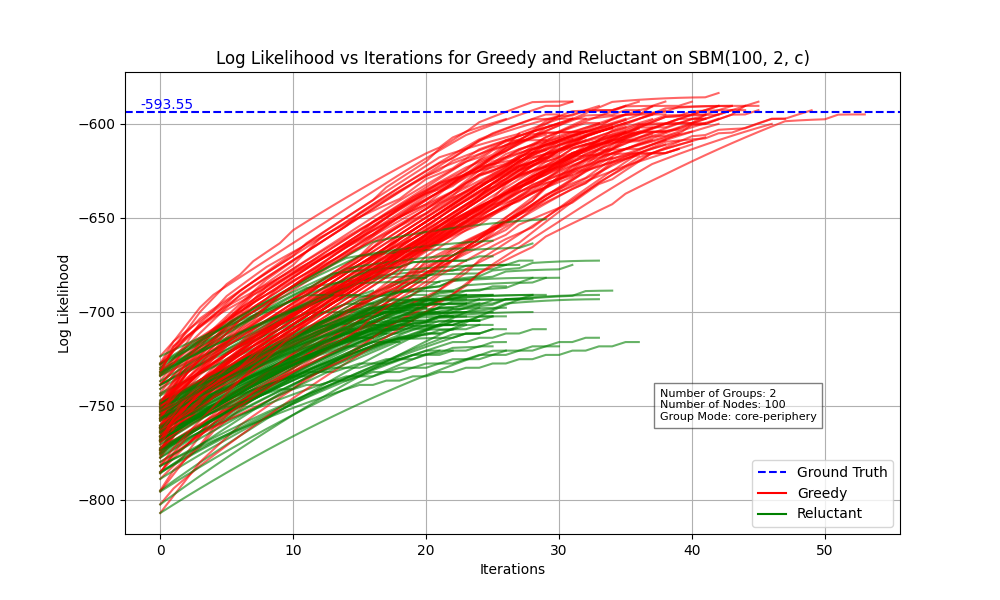 Log Likelihood vs Iterations for Greedy and Reluctant on SBM(100, 2, c)
-593.55
−600
−650
−700
−750
−800
Log Likelihood
Number of Groups: 2
Number of Nodes: 100
Group Mode: core-periphery
Ground Truth
Greedy
Reluctant
0 10 20 30 40 50
Iterations